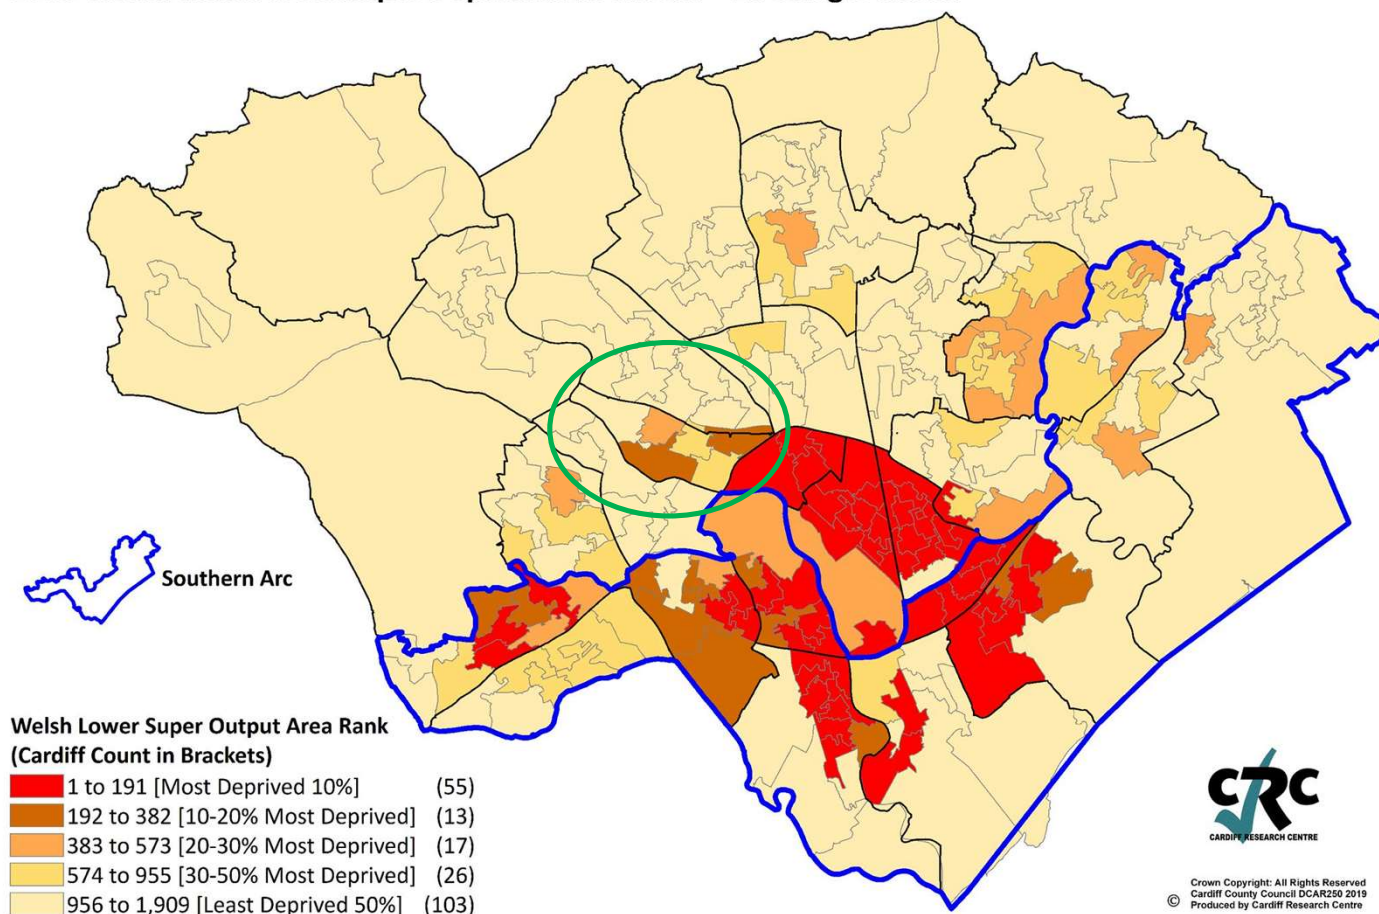 Southern Arc
Welsh Lower Super Output Area Rank
(Cardiff Count in Brackets)
1 to 191 [Most Deprived 10%] (55)
192 to 382 [10-20% Most Deprived] (13)
383 to 573 [20-30% Most Deprived] (17)
574 to 955 [30-50% Most Deprived] (26)
956 to 1,909 [Least Deprived 50%] (103)
CRC
CARDIFF RESEARCH CENTRE
Crown Copyright: All Rights Reserved
Cardiff County Council DCAR250 2019
© Produced by Cardiff Research Centre